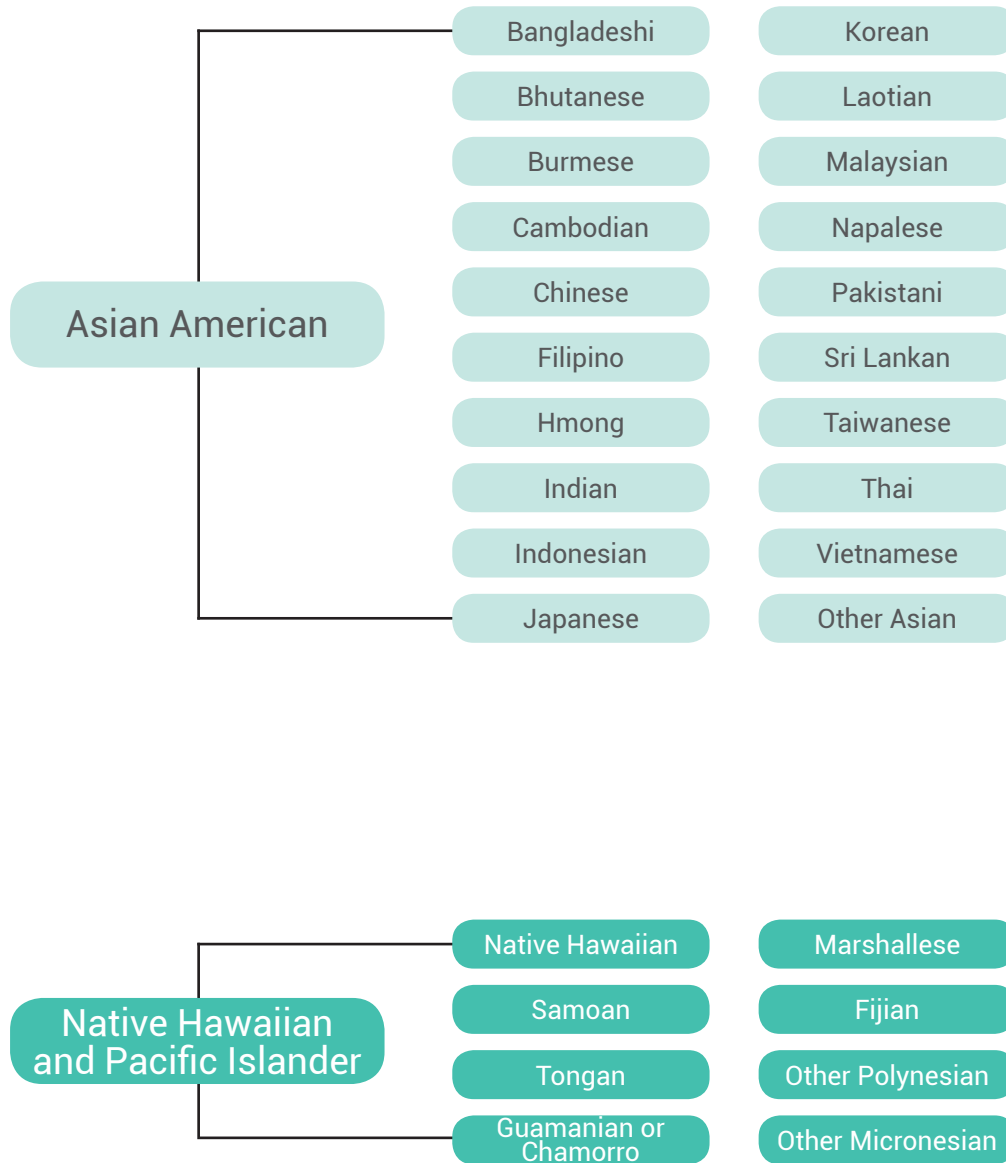 Asian American
Bangladeshi
Bhutanese
Burmese
Cambodian
Chinese
Filipino
Hmong
Indian
Indonesian
Japanese
Korean
Laotian
Malaysian
Napalese
Pakistani
Sri Lankan
Taiwanese
Thai
Vietnamese
Other Asian
Native Hawaiian
and Pacific Islander
Native Hawaiian
Samoan
Tongan
Guamanian or
Chamorro
Marshallese
Fijian
Other Polynesian
Other Micronesian